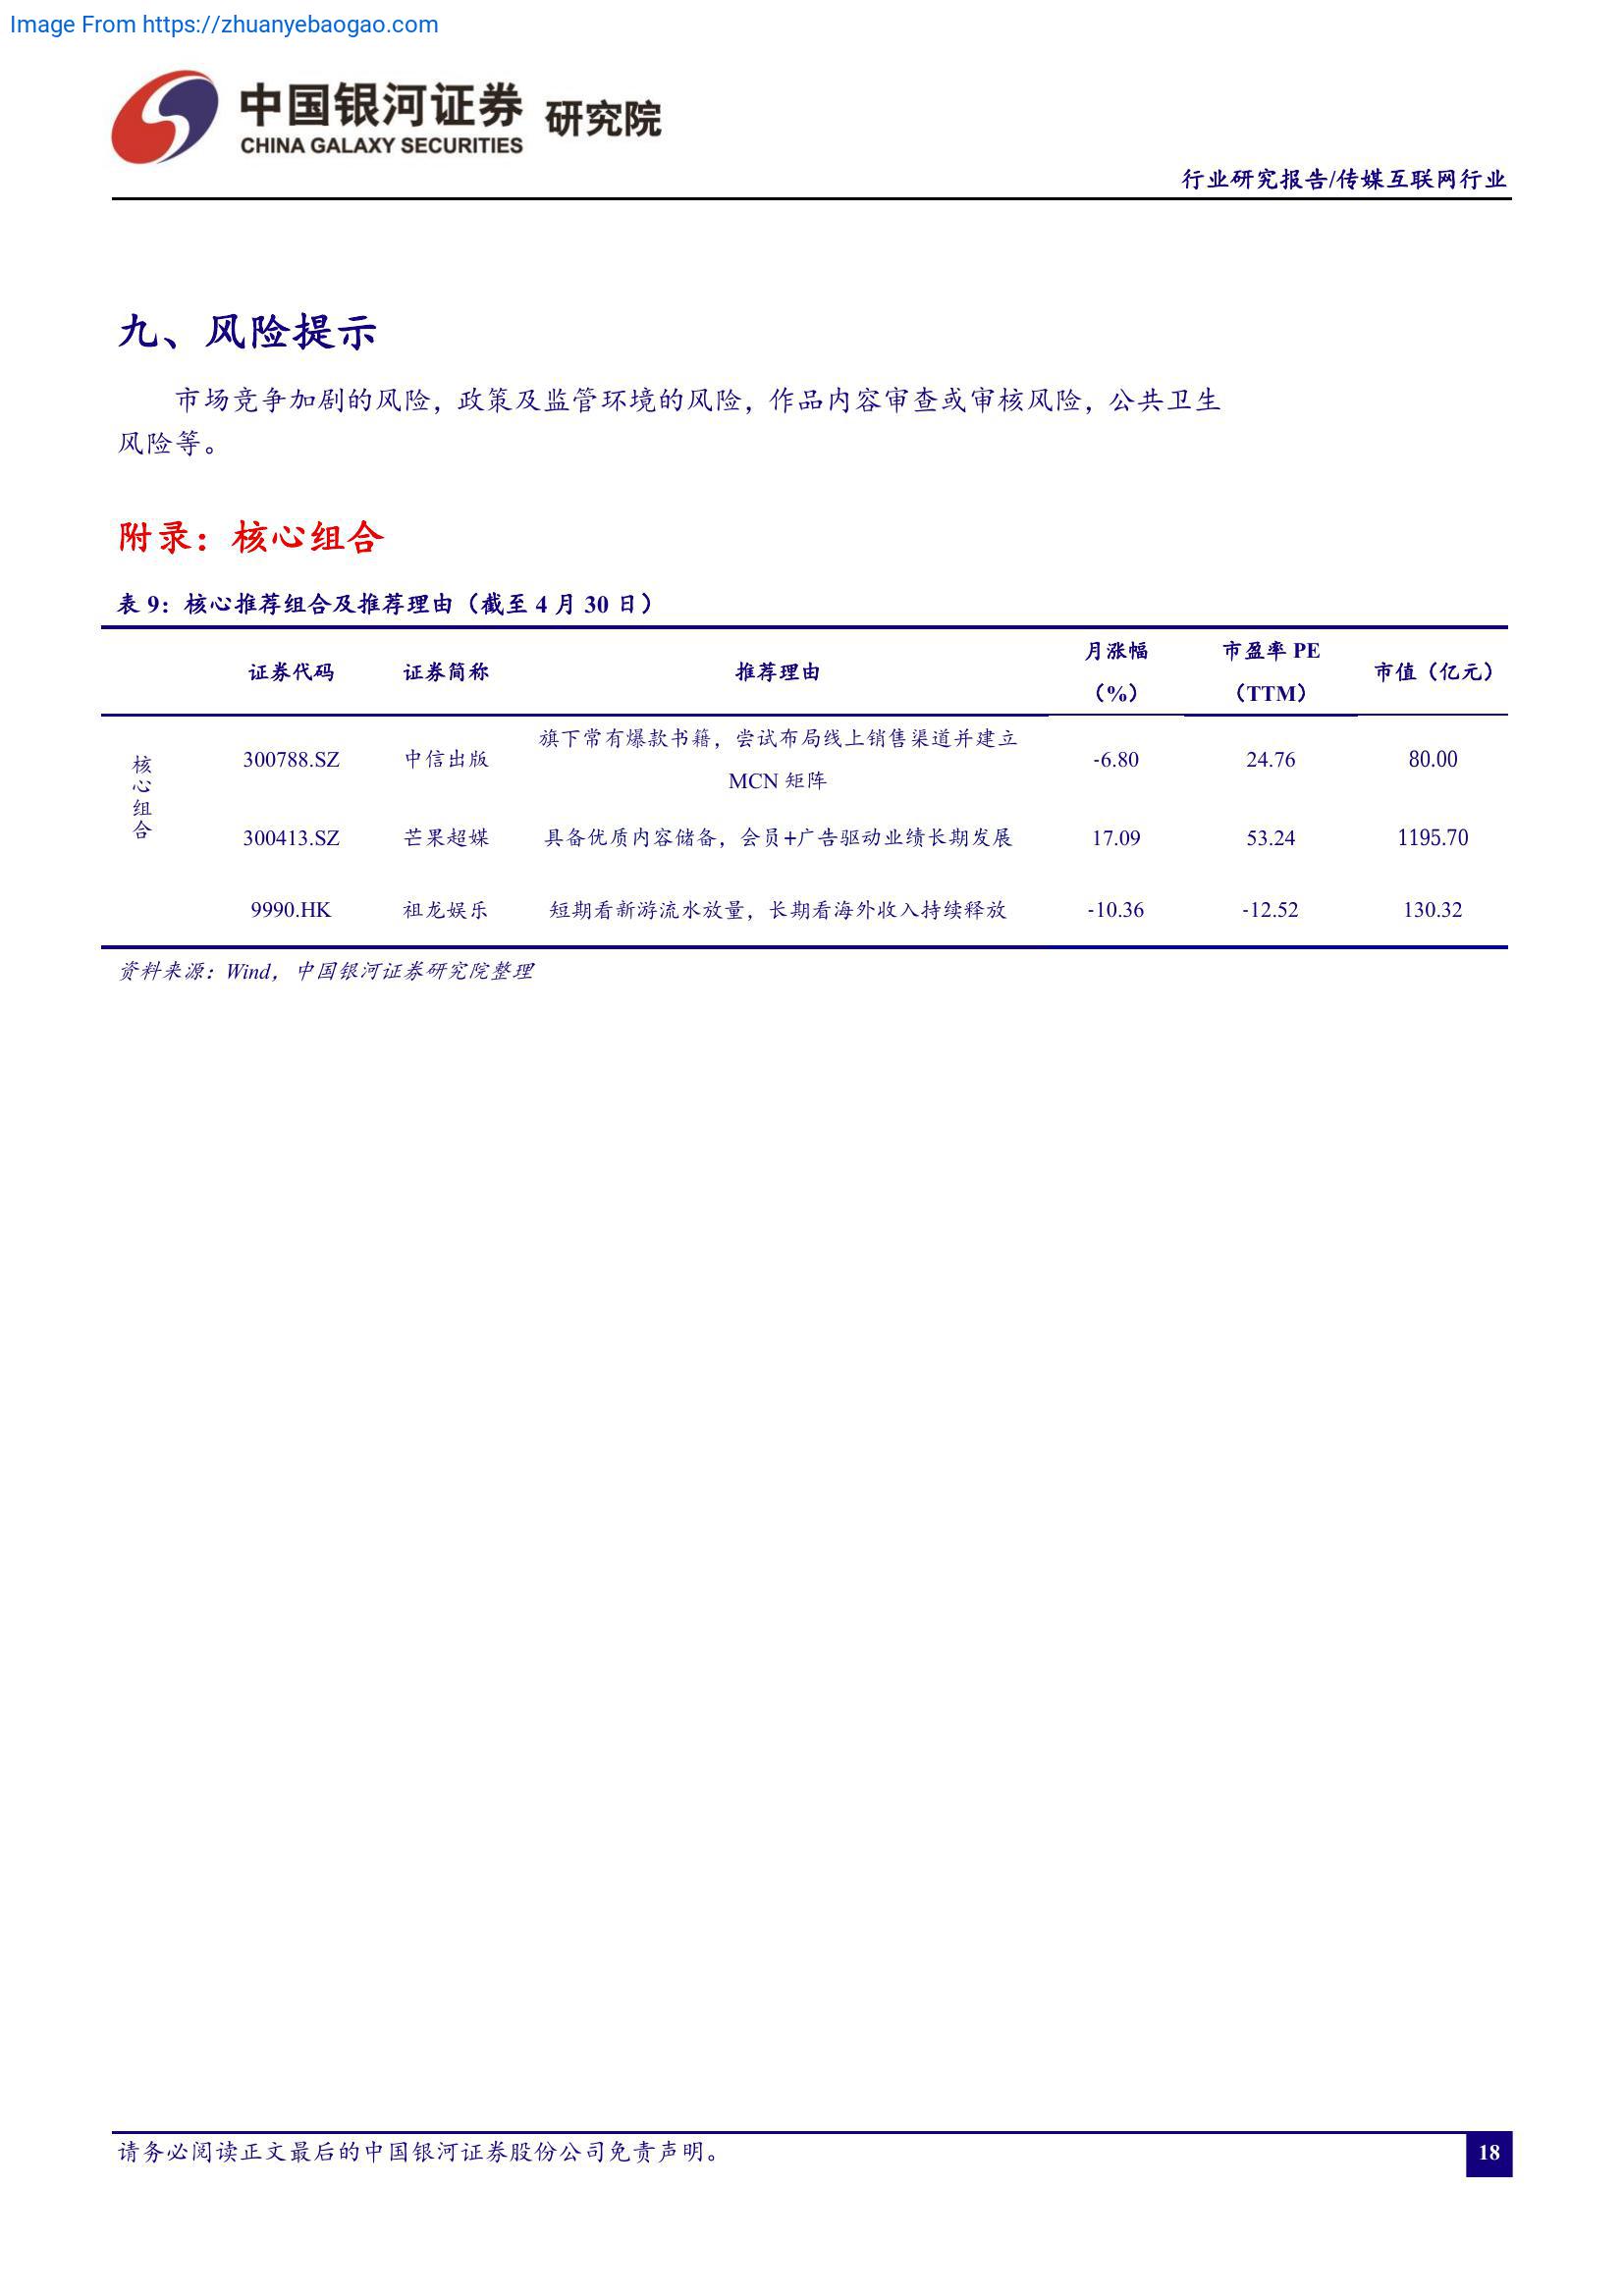 Image From https://zhuanyebaogao.com
中国银河证券 研究院
CHINA GALAXY SECURITIES
行业研究报告/传媒互联网行业
九、风险提示
市场竞争加剧的风险，政策及监管环境的风险，作品内容审查或审核风险，公共卫生
风险等。
附录：核心组合
表 9：核心推荐组合及推荐理由（截至 4 月 30 日）
证券代码 证券简称 推荐理由 月涨幅（%） 市盈率 PE（TTM） 市值（亿元）
核心组合
300788.SZ 中信出版 旗下常有爆款书籍，尝试布局线上销售渠道并建立 MCN 矩阵 -6.80 24.76 80.00
300413.SZ 芒果超媒 具备优质内容储备，会员+广告驱动业绩长期发展 17.09 53.24 1195.70
9990.HK 祖龙娱乐 短期看新游流水放量，长期看海外收入持续释放 -10.36 -12.52 130.32
资料来源：Wind，中国银河证券研究院整理
请务必阅读正文最后的中国银河证券股份公司免责声明。
18